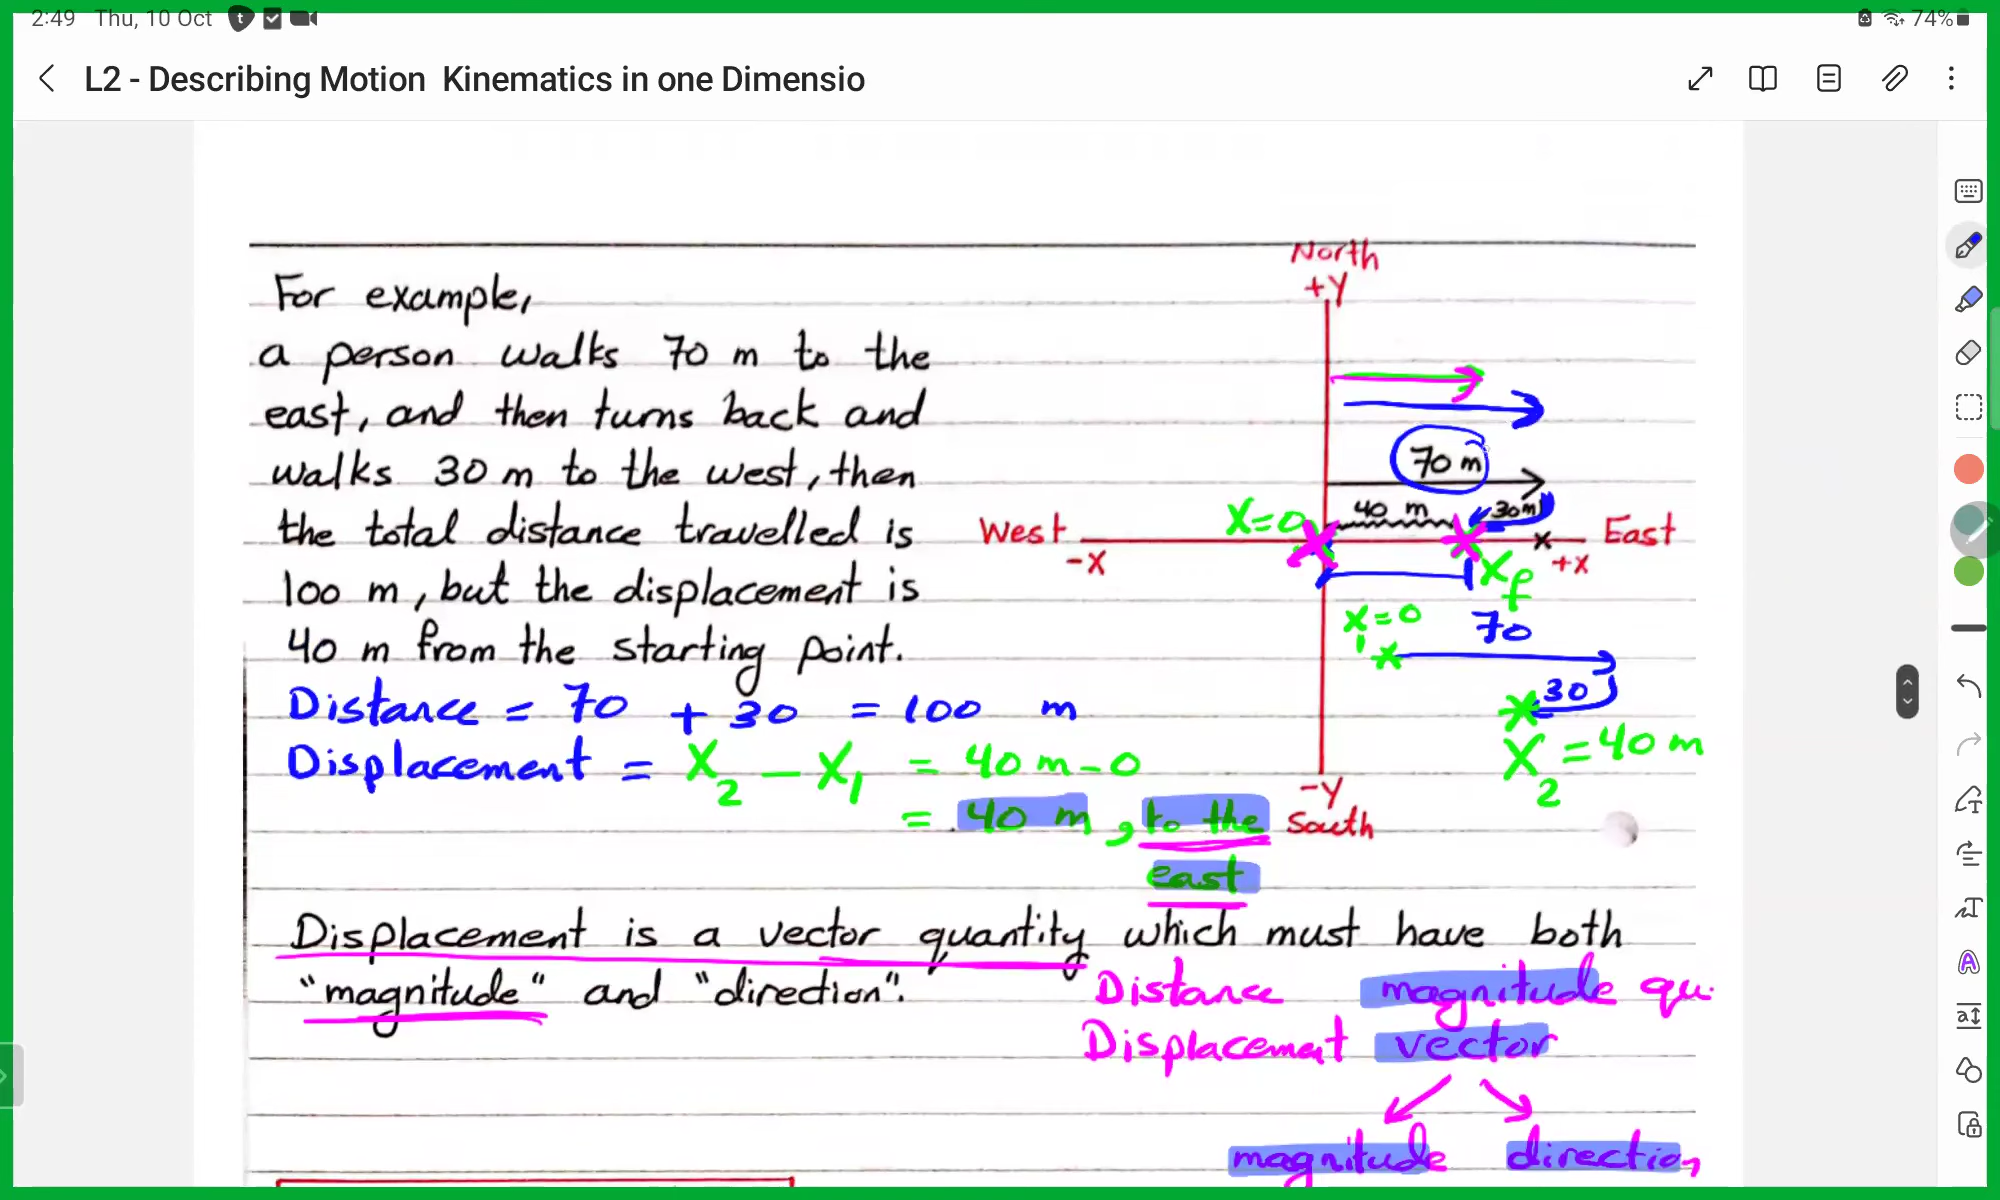 2:49 Thu, 10 Oct
74%
L2 - Describing Motion Kinematics in one Dimensio
For example,
a person walks 70 m to the
east, and then turns back and
walks 30 m to the west, then
the total distance travelled is
100 m, but the displacement is
40 m from the starting point.
Distance = 70 + 30 = 100 m
Displacement = X2 - X1 = 40 m - 0
= 40 m, to the
east
North
+Y
70 m
40 m 30 m
X=0
West
-X
East
+X
Xf
X1=0
70
30
X2 = 40 m
-Y
South
Displacement is a vector quantity which must have both
"magnitude" and "direction".
Distance magnitude qu.
Displacement vector
magnitude direction